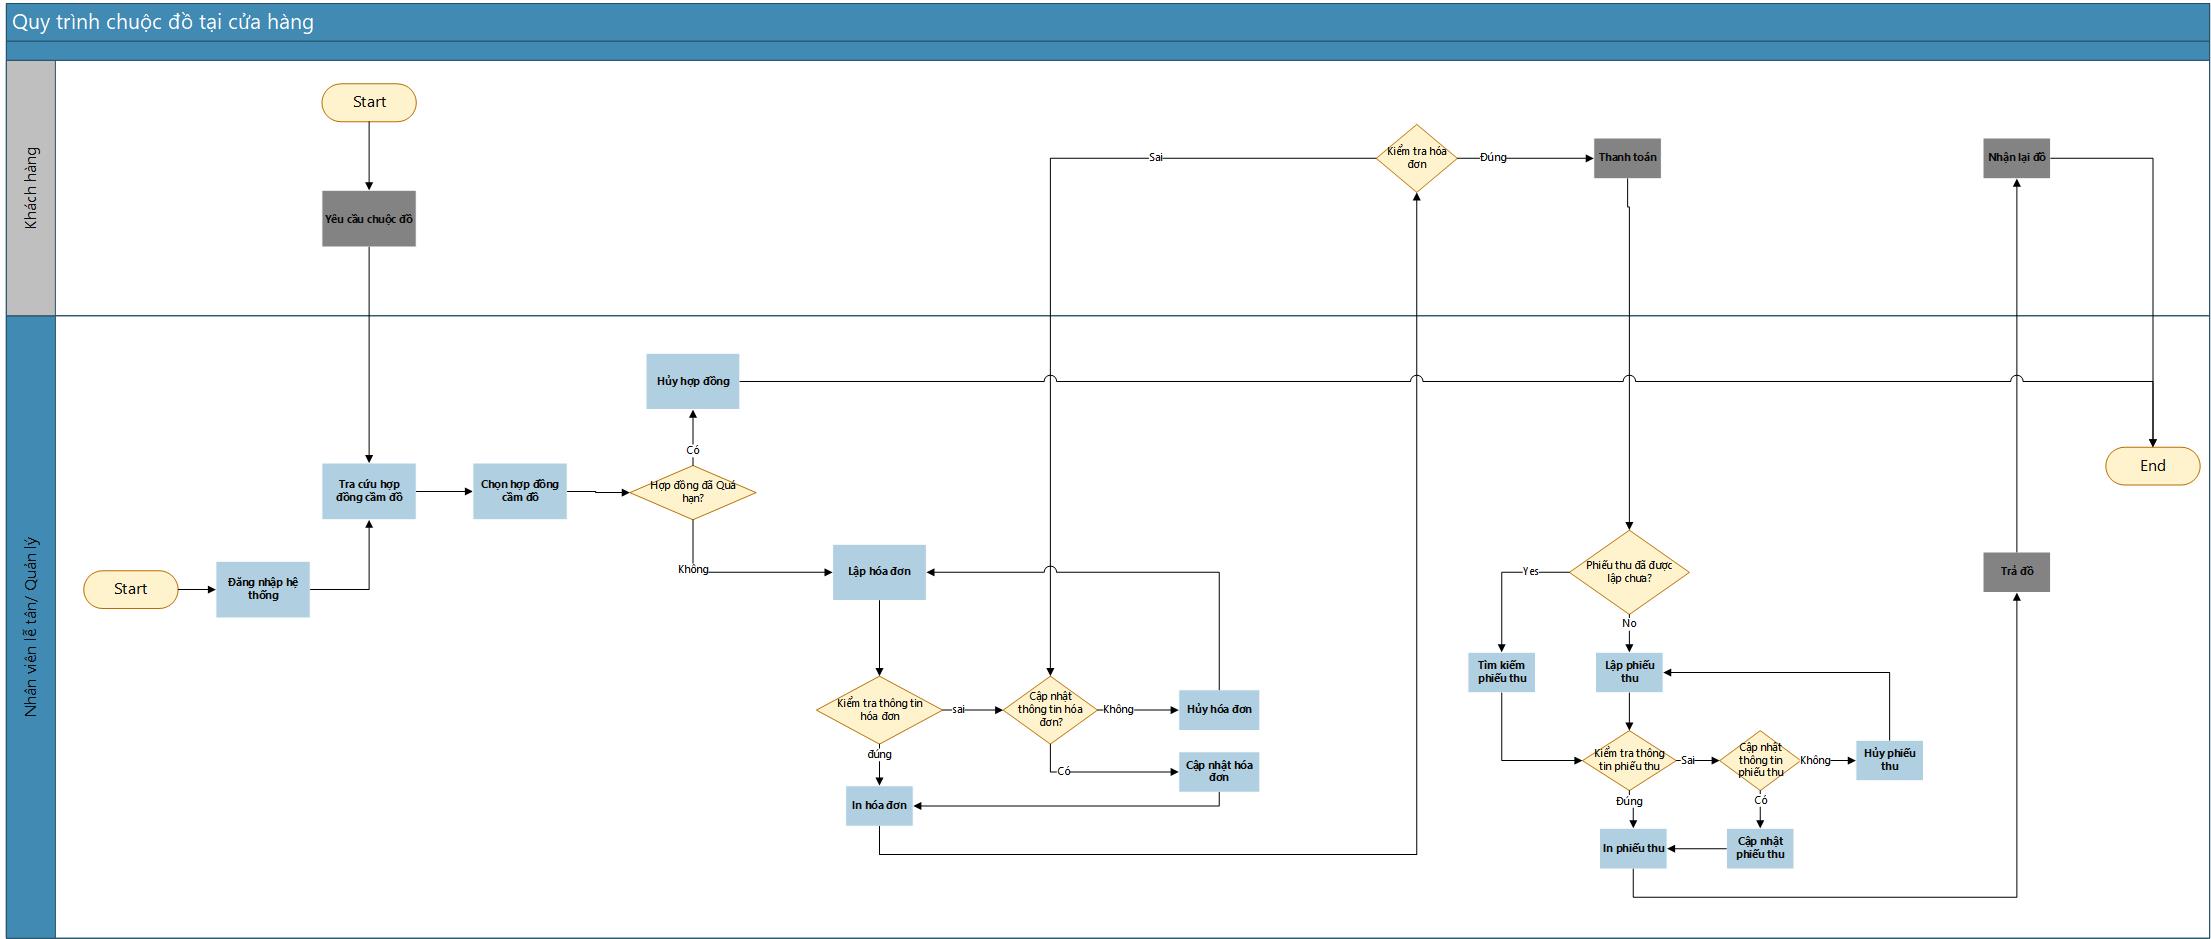 Quy trình chuộc đồ tại cửa hàng
Khách hàng
Start
Yêu cầu chuộc đồ
Sai
Kiểm tra hóa
đơn
Đúng
Thanh toán
Nhận lại đồ
Nhân viên lễ tân/ Quản lý
Start
Đăng nhập hệ
thống
Tra cứu hợp
đồng cầm đồ
Chọn hợp đồng
cầm đồ
Hợp đồng đã Quá
hạn?
Có
Hủy hợp đồng
Không
Lập hóa đơn
Kiểm tra thông tin
hóa đơn
sai
Cập nhật
thông tin hóa
đơn?
Không
Hủy hóa đơn
đúng
Có
Cập nhật hóa
đơn
In hóa đơn
Phiếu thu đã được
lập chưa?
Yes
No
Tìm kiếm
phiếu thu
Lập phiếu
thu
Kiểm tra thông
tin phiếu thu
Sai
Cập nhật
thông tin
phiếu thu
Không
Hủy phiếu
thu
Đúng
Có
In phiếu thu
Cập nhật
phiếu thu
Trả đồ
End